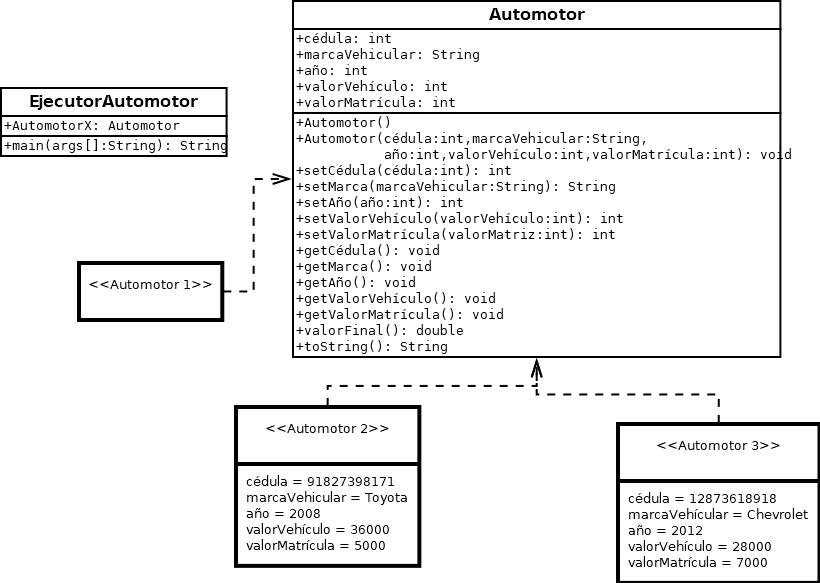 Automotor
+cédula: int
+marcaVehicular: String
+año: int
+valorVehículo: int
+valorMatrícula: int
+Automotor()
+Automotor(cédula:int,marcaVehicular:String,
año:int,valorVehículo:int,valorMatrícula:int): void
+setCédula(cédula:int): int
+setMarca(marcaVehicular:String): String
+setAño(año:int): int
+setValorVehículo(valorVehículo:int): int
+setValorMatrícula(valorMatriz:int): int
+getCédula(): void
+getMarca(): void
+getAño(): void
+getValorVehículo(): void
+getValorMatrícula(): void
+valorFinal(): double
+toString(): String
EjecutorAutomotor
+AutomotorX: Automotor
+main(args[]:String): String
<<Automotor 1>>
<<Automotor 2>>
cédula = 91827398171
marcaVehicular = Toyota
año = 2008
valorVehículo = 36000
valorMatrícula = 5000
<<Automotor 3>>
cédula = 12873618918
marcaVehícular = Chevrolet
año = 2012
valorVehículo = 28000
valorMatrícula = 7000